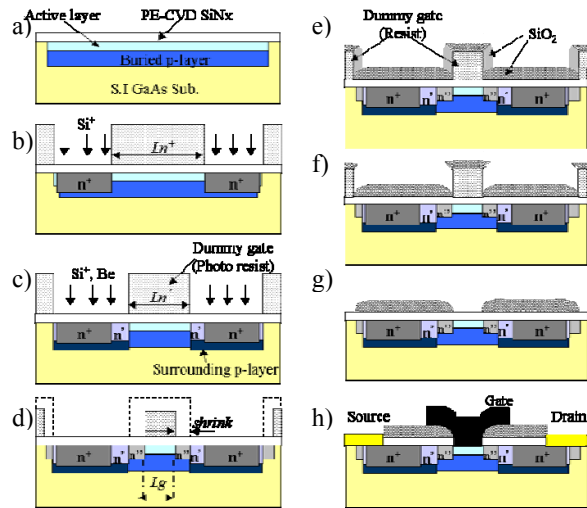 a)
Active layer
PE-CVD SiNx
Buried p-layer
S.I GaAs Sub.
b)
Si+
Ln+
n+
n+
c)
Si+, Be
Dummy gate
(Photo resist)
Ln'
n+
n'
n'
n+
Surrounding p-layer
d)
shrink
n+
n'
n''
n''
n'
n+
Lg
e)
Dummy gate
(Resist)
SiO2
n+
n'
n''
n''
n'
n+
f)
n+
n'
n''
n''
n'
n+
g)
n+
n'
n''
n''
n'
n+
h)
Source
Gate
Drain
n+
n'
n''
n''
n'
n+